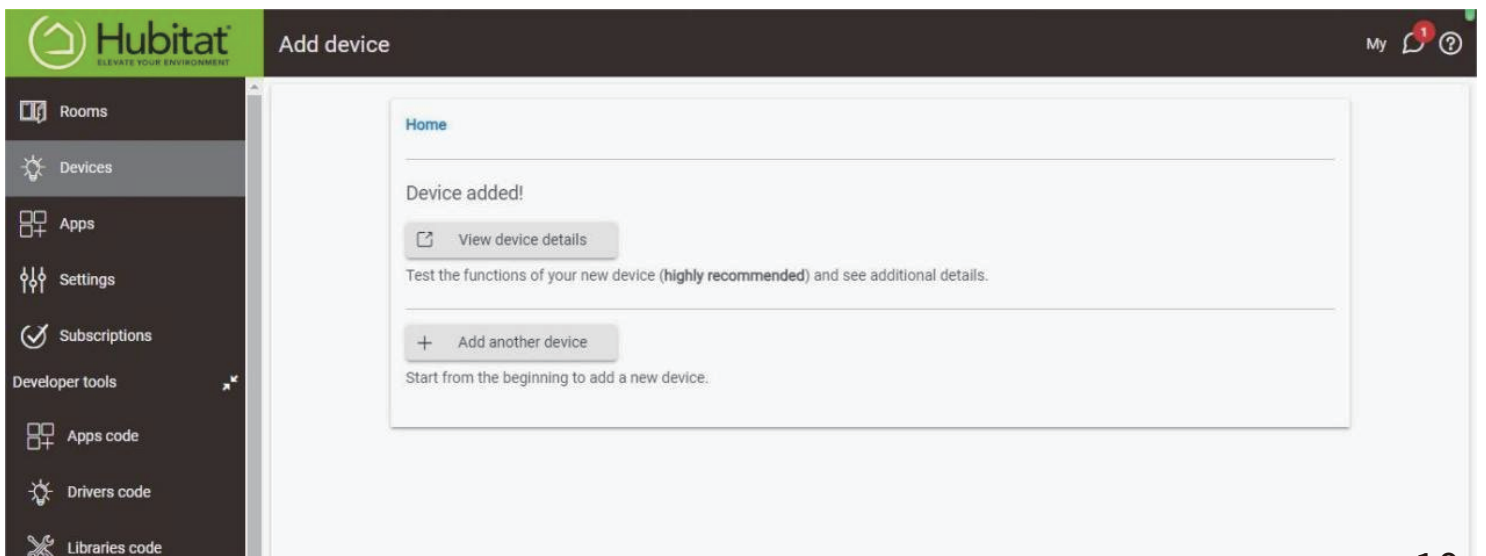 Hubitat
ELEVATE YOUR ENVIRONMENT
Add device
My
1
Rooms
Devices
Apps
Settings
Subscriptions
Developer tools
Apps code
Drivers code
Libraries code
Home
Device added!
View device details
Test the functions of your new device (highly recommended) and see additional details.
Add another device
Start from the beginning to add a new device.